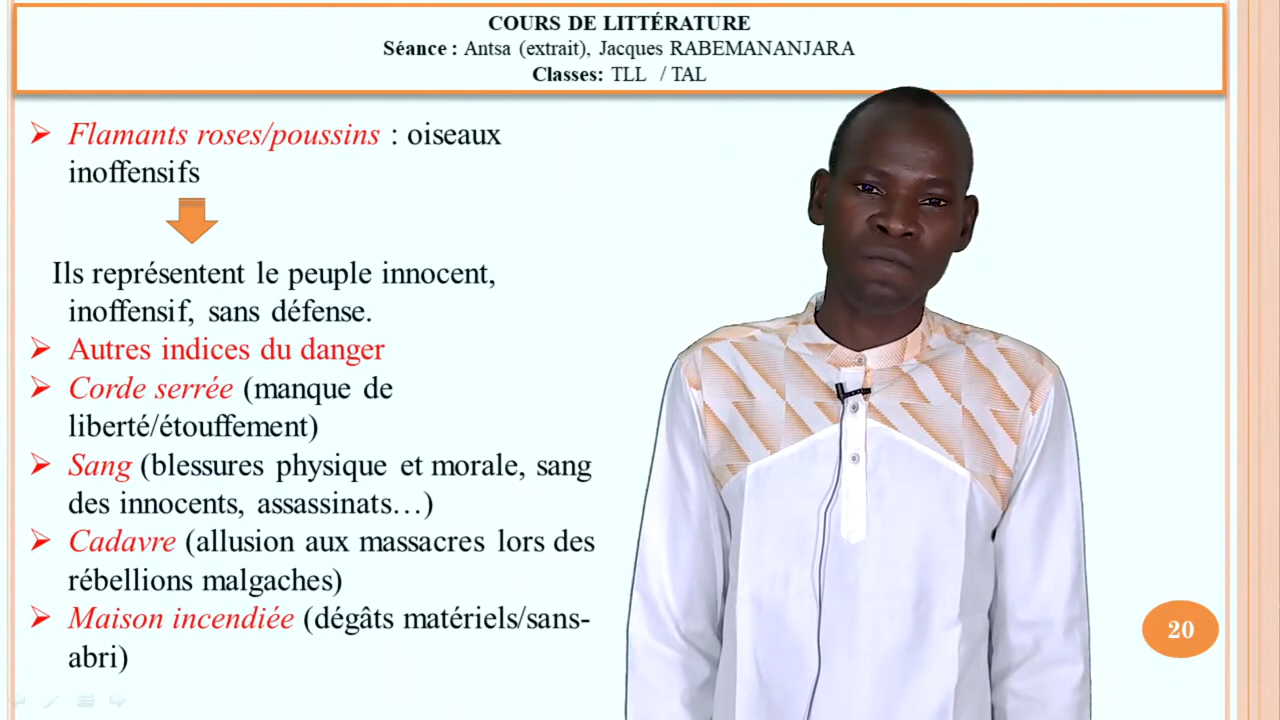 COURS DE LITTÉRATURE
Séance : Antsa (extrait), Jacques RABEMANANJARA
Classes: TLL / TAL
Flamants roses/poussins : oiseaux
inoffensifs
Ils représentent le peuple innocent,
inoffensif, sans défense.
Autres indices du danger
Corde serrée (manque de
liberté/étouffement)
Sang (blessures physique et morale, sang
des innocents, assassinats…)
Cadavre (allusion aux massacres lors des
rébellions malgaches)
Maison incendiée (dégâts matériels/sans-
abri)
20